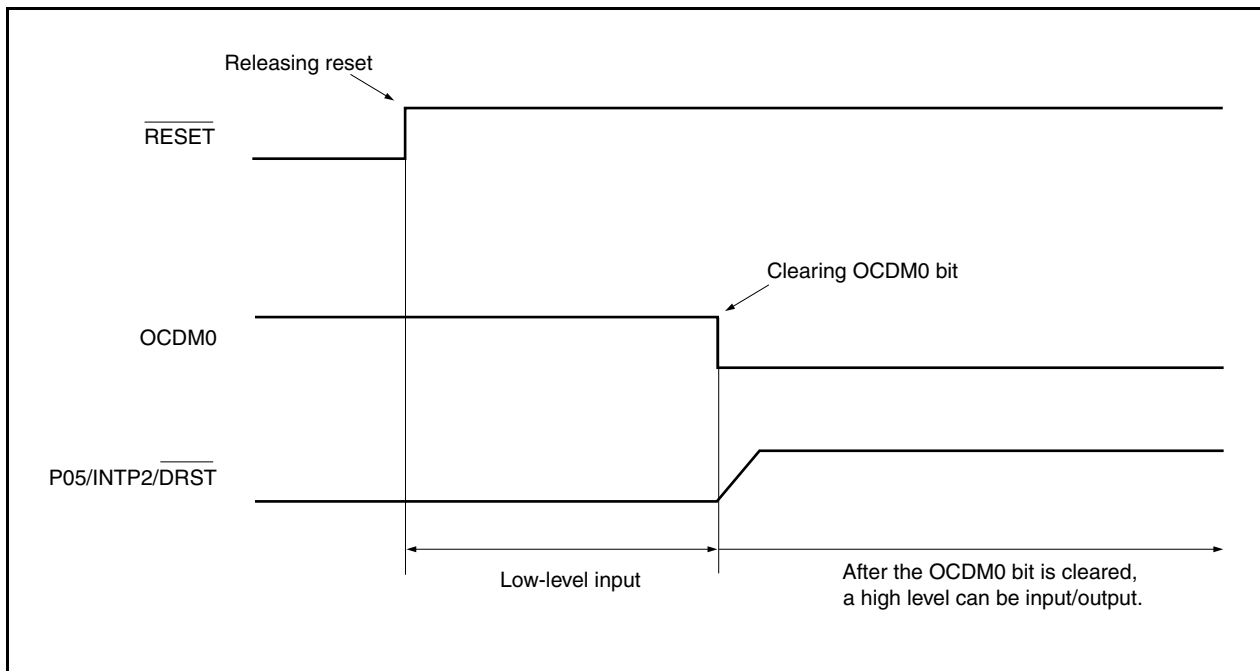 Releasing reset
RESET
Clearing OCDM0 bit
OCDM0
P05/INTP2/DRST
Low-level input
After the OCDM0 bit is cleared,
a high level can be input/output.